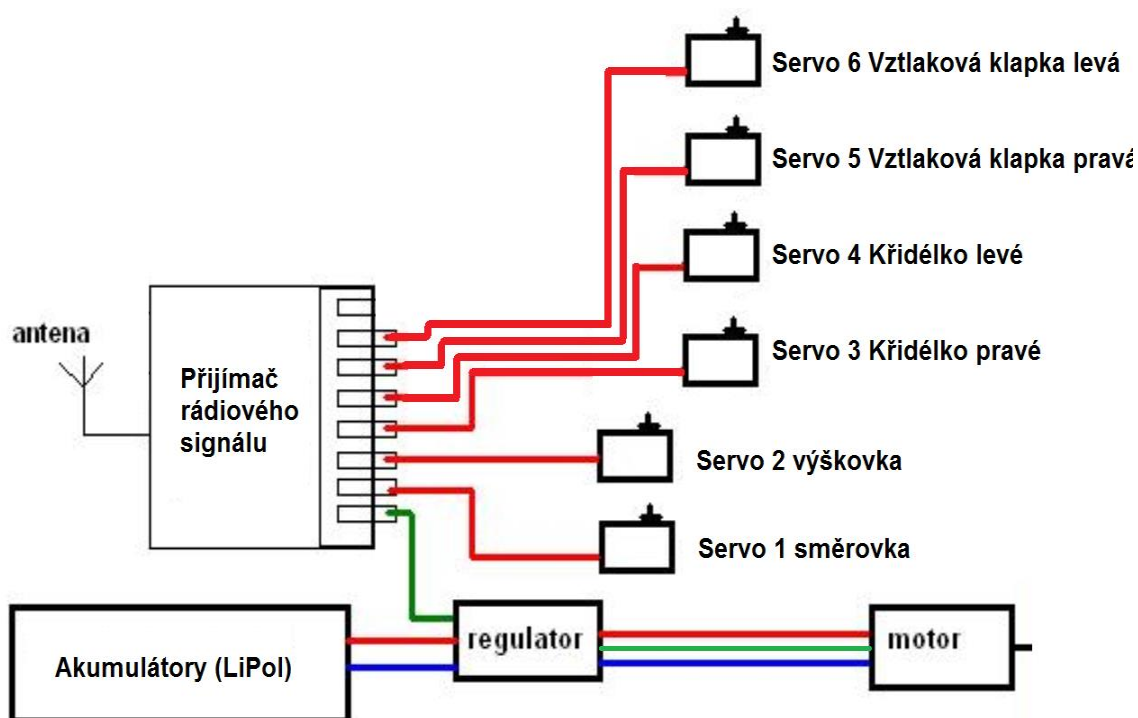 Servo 6 Vztlaková klapka levá
Servo 5 Vztlaková klapka pravá
Servo 4 Křidélko levé
antena
Servo 3 Křidélko pravé
Přijímač
rádiového
signálu
Servo 2 výškovka
Servo 1 směrovka
Akumulátory (LiPol)
regulator
motor